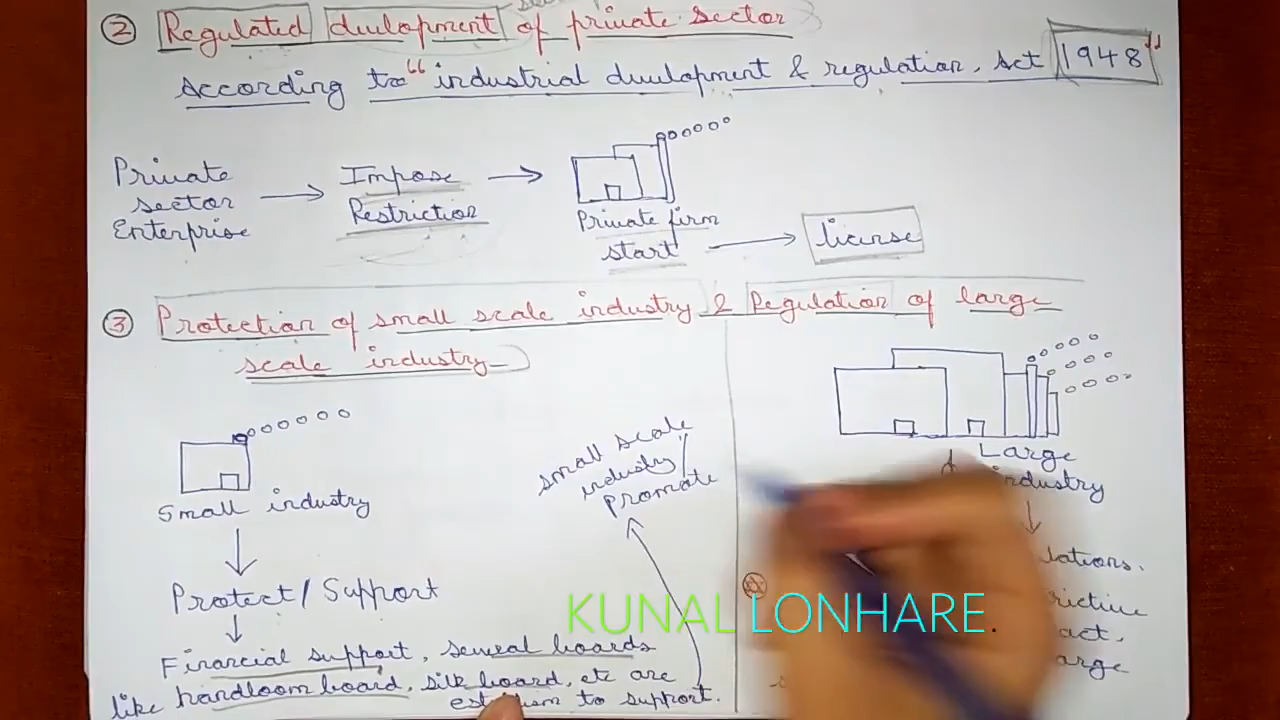 ② Regulated development of private sector
According to "industrial development & regulation, act 1948"
Private sector Enterprise → Impose Restriction → Private firm start → license
③ Protection of small scale industry & Regulation of large
scale industry
Small industry
Protect / Support
Financial support, several boards
like handloom board, silk board, etc are
to support.
small scale
industry
promote
Large
industry
lations.
act,
KUNAL LONHARE.